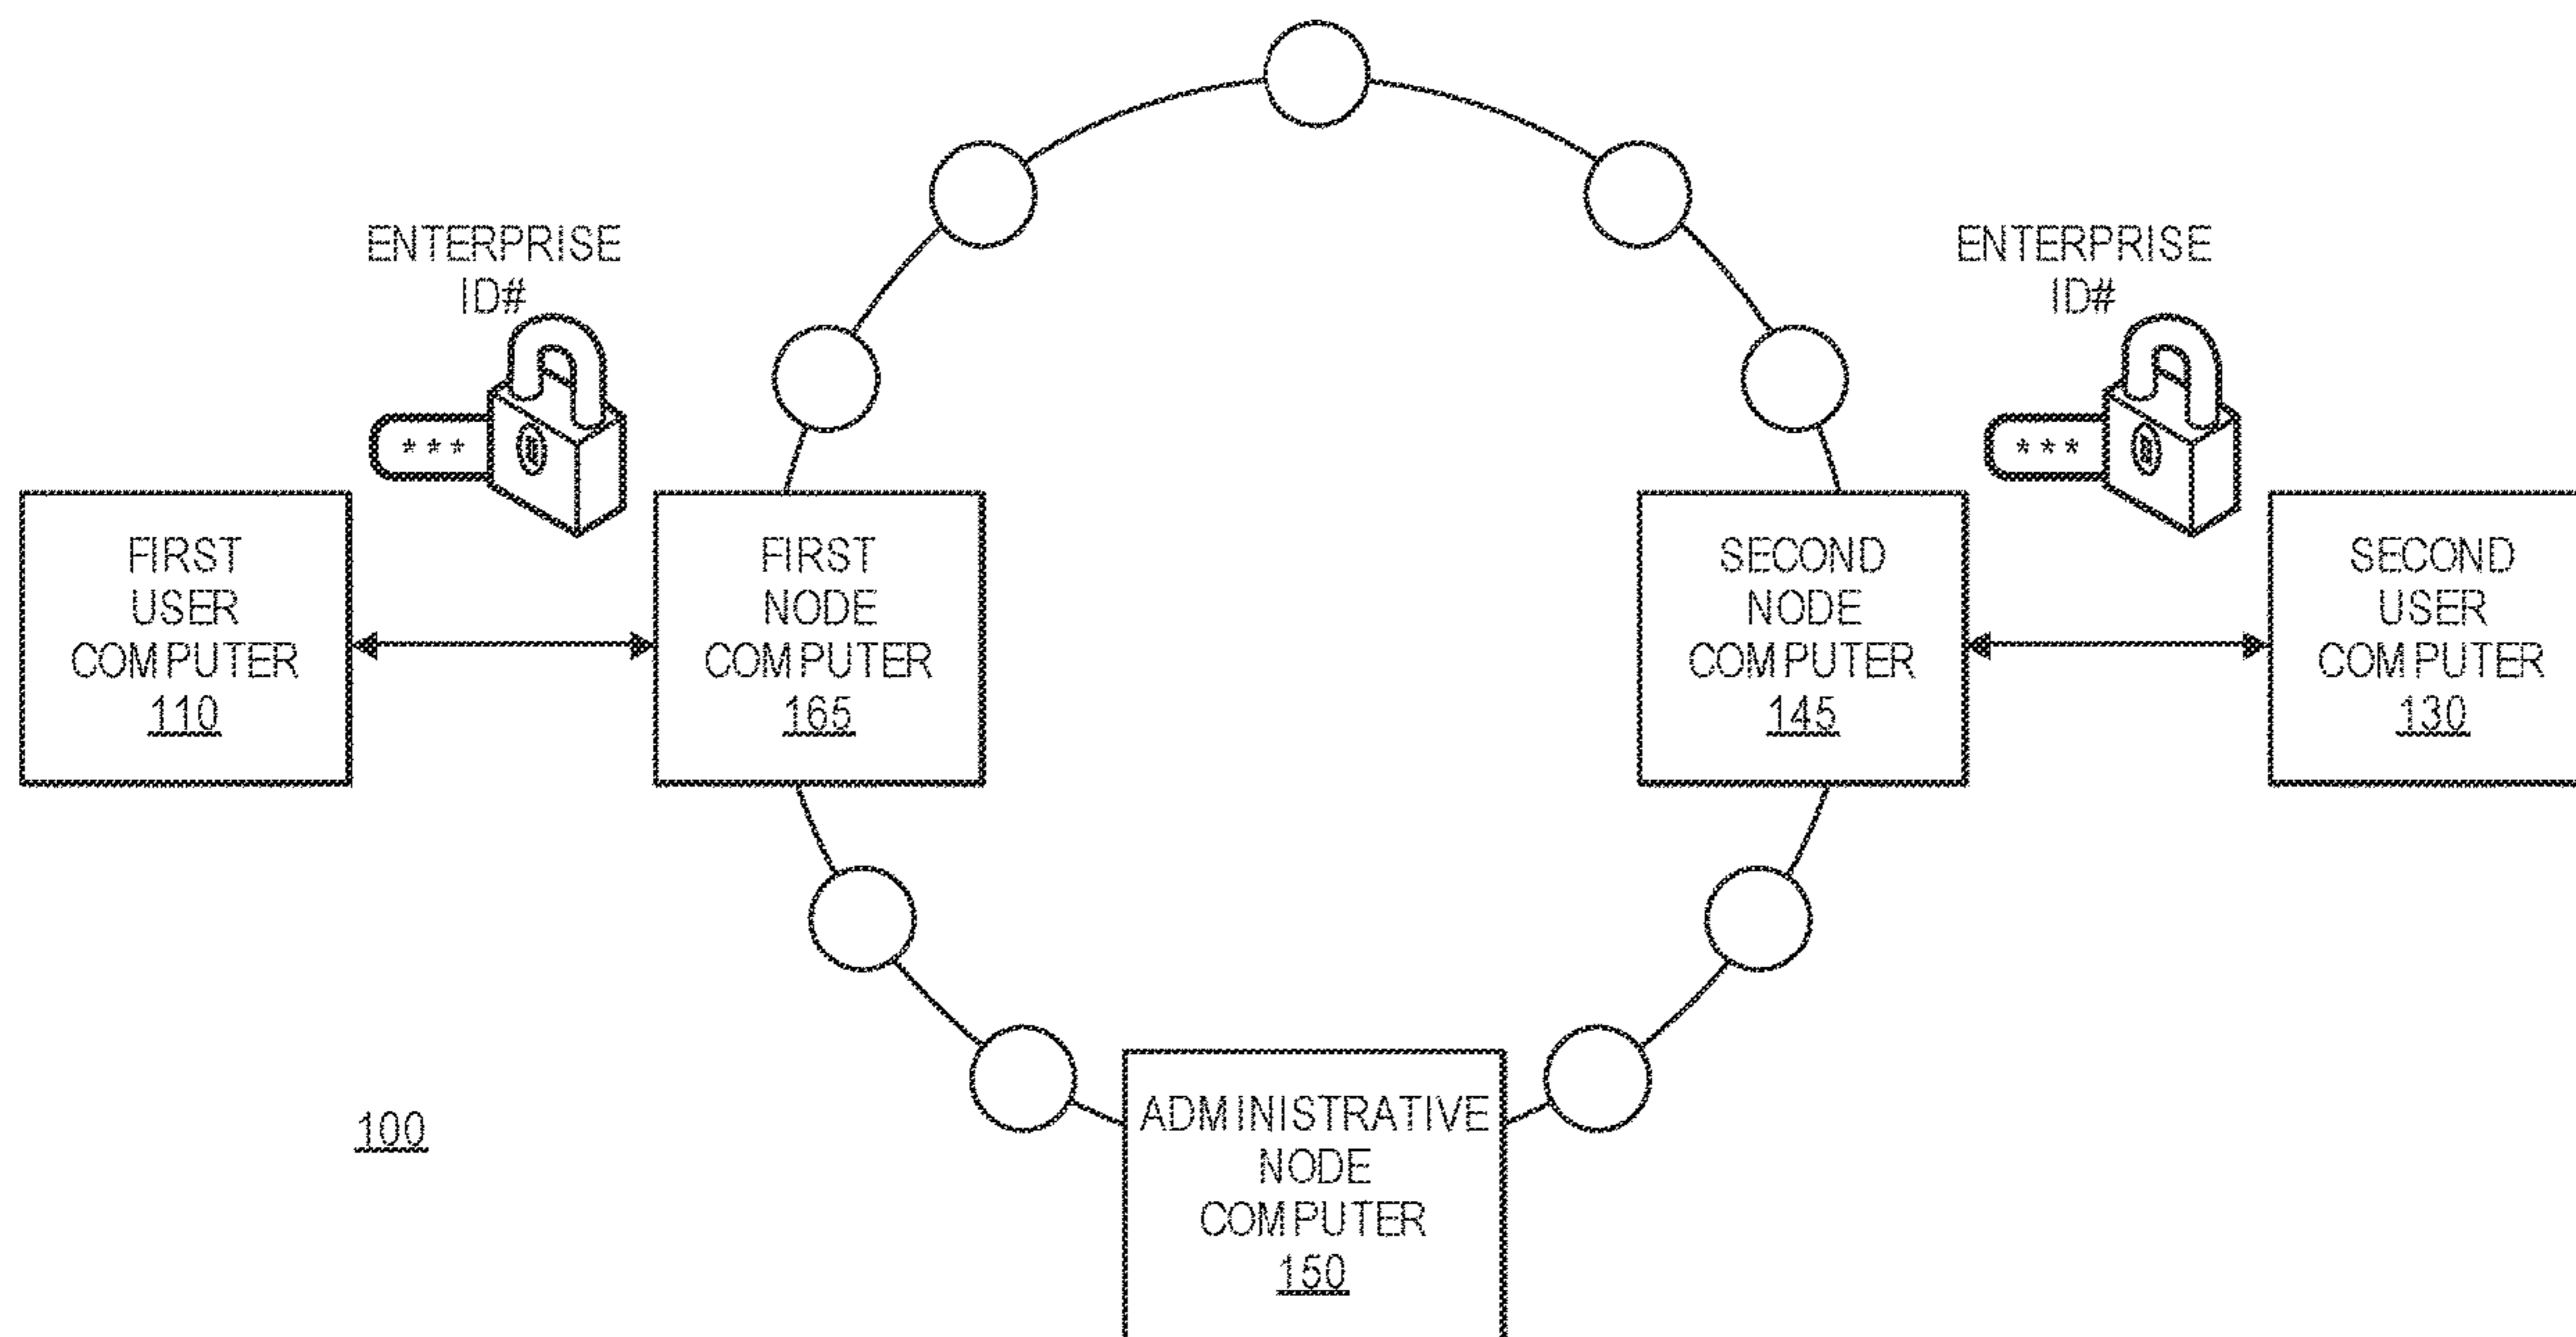 ENTERPRISE
ID#
***
ENTERPRISE
ID#
***
FIRST
USER
COMPUTER
110
FIRST
NODE
COMPUTER
165
SECOND
NODE
COMPUTER
145
SECOND
USER
COMPUTER
130
100
ADMINISTRATIVE
NODE
COMPUTER
150